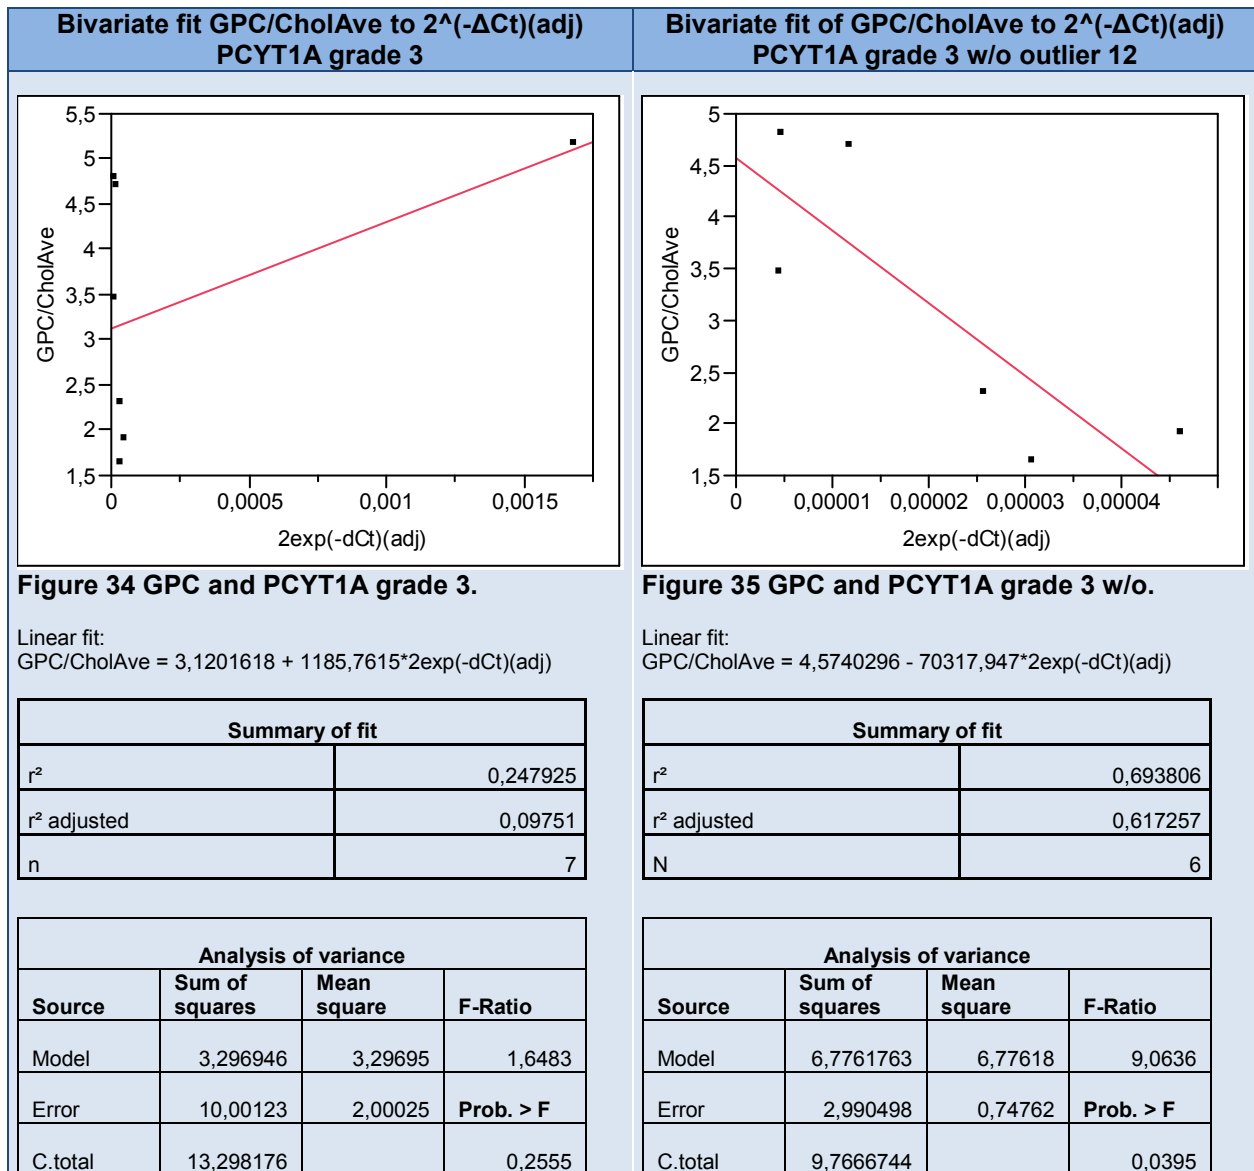 Bivariate fit GPC/CholAve to 2^(-ΔCt)(adj)
PCYT1A grade 3
Bivariate fit of GPC/CholAve to 2^(-ΔCt)(adj)
PCYT1A grade 3 w/o outlier 12
5,5
5
4,5
4
3,5
3
2,5
2
1,5
GPC/CholAve
0 0,0005 0,001 0,0015
2exp(-dCt)(adj)
5
4,5
4
3,5
3
2,5
2
1,5
GPC/CholAve
0 0,00001 0,00002 0,00003 0,00004
2exp(-dCt)(adj)
Figure 34 GPC and PCYT1A grade 3.
Linear fit:
GPC/CholAve = 3,1201618 + 1185,7615*2exp(-dCt)(adj)
Summary of fit
r² 0,247925
r² adjusted 0,09751
n 7
Analysis of variance
Source Sum of squares Mean square F-Ratio
Model 3,296946 3,29695 1,6483
Error 10,00123 2,00025 Prob. > F
C.total 13,298176 0,2555
Figure 35 GPC and PCYT1A grade 3 w/o.
Linear fit:
GPC/CholAve = 4,5740296 - 70317,947*2exp(-dCt)(adj)
Summary of fit
r² 0,693806
r² adjusted 0,617257
N 6
Analysis of variance
Source Sum of squares Mean square F-Ratio
Model 6,7761763 6,77618 9,0636
Error 2,990498 0,74762 Prob. > F
C.total 9,7666744 0,0395